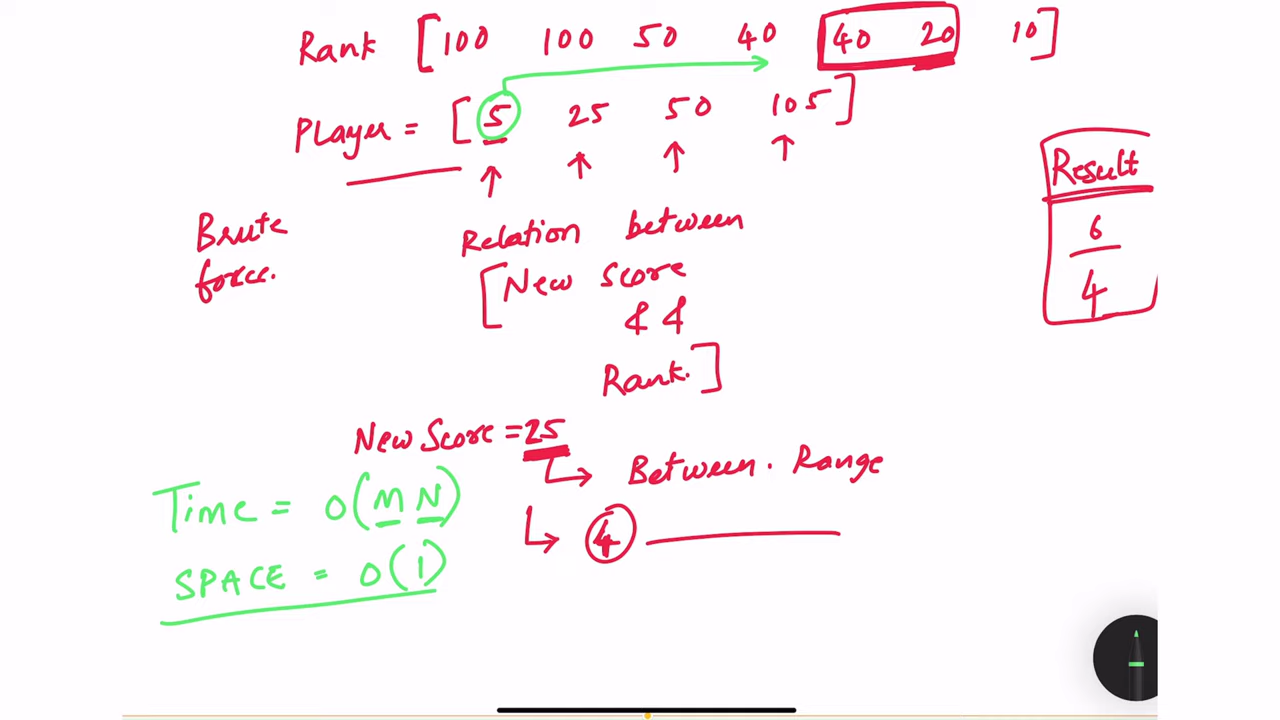 Rank [100 100 50 40 40 20 10]
Player = [5 25 50 105]
Result
6
4
Brute force.
Relation between
[New Score
& &
Rank.]
New Score = 25
Between. Range
4
Time = O(MN)
SPACE = O(1)